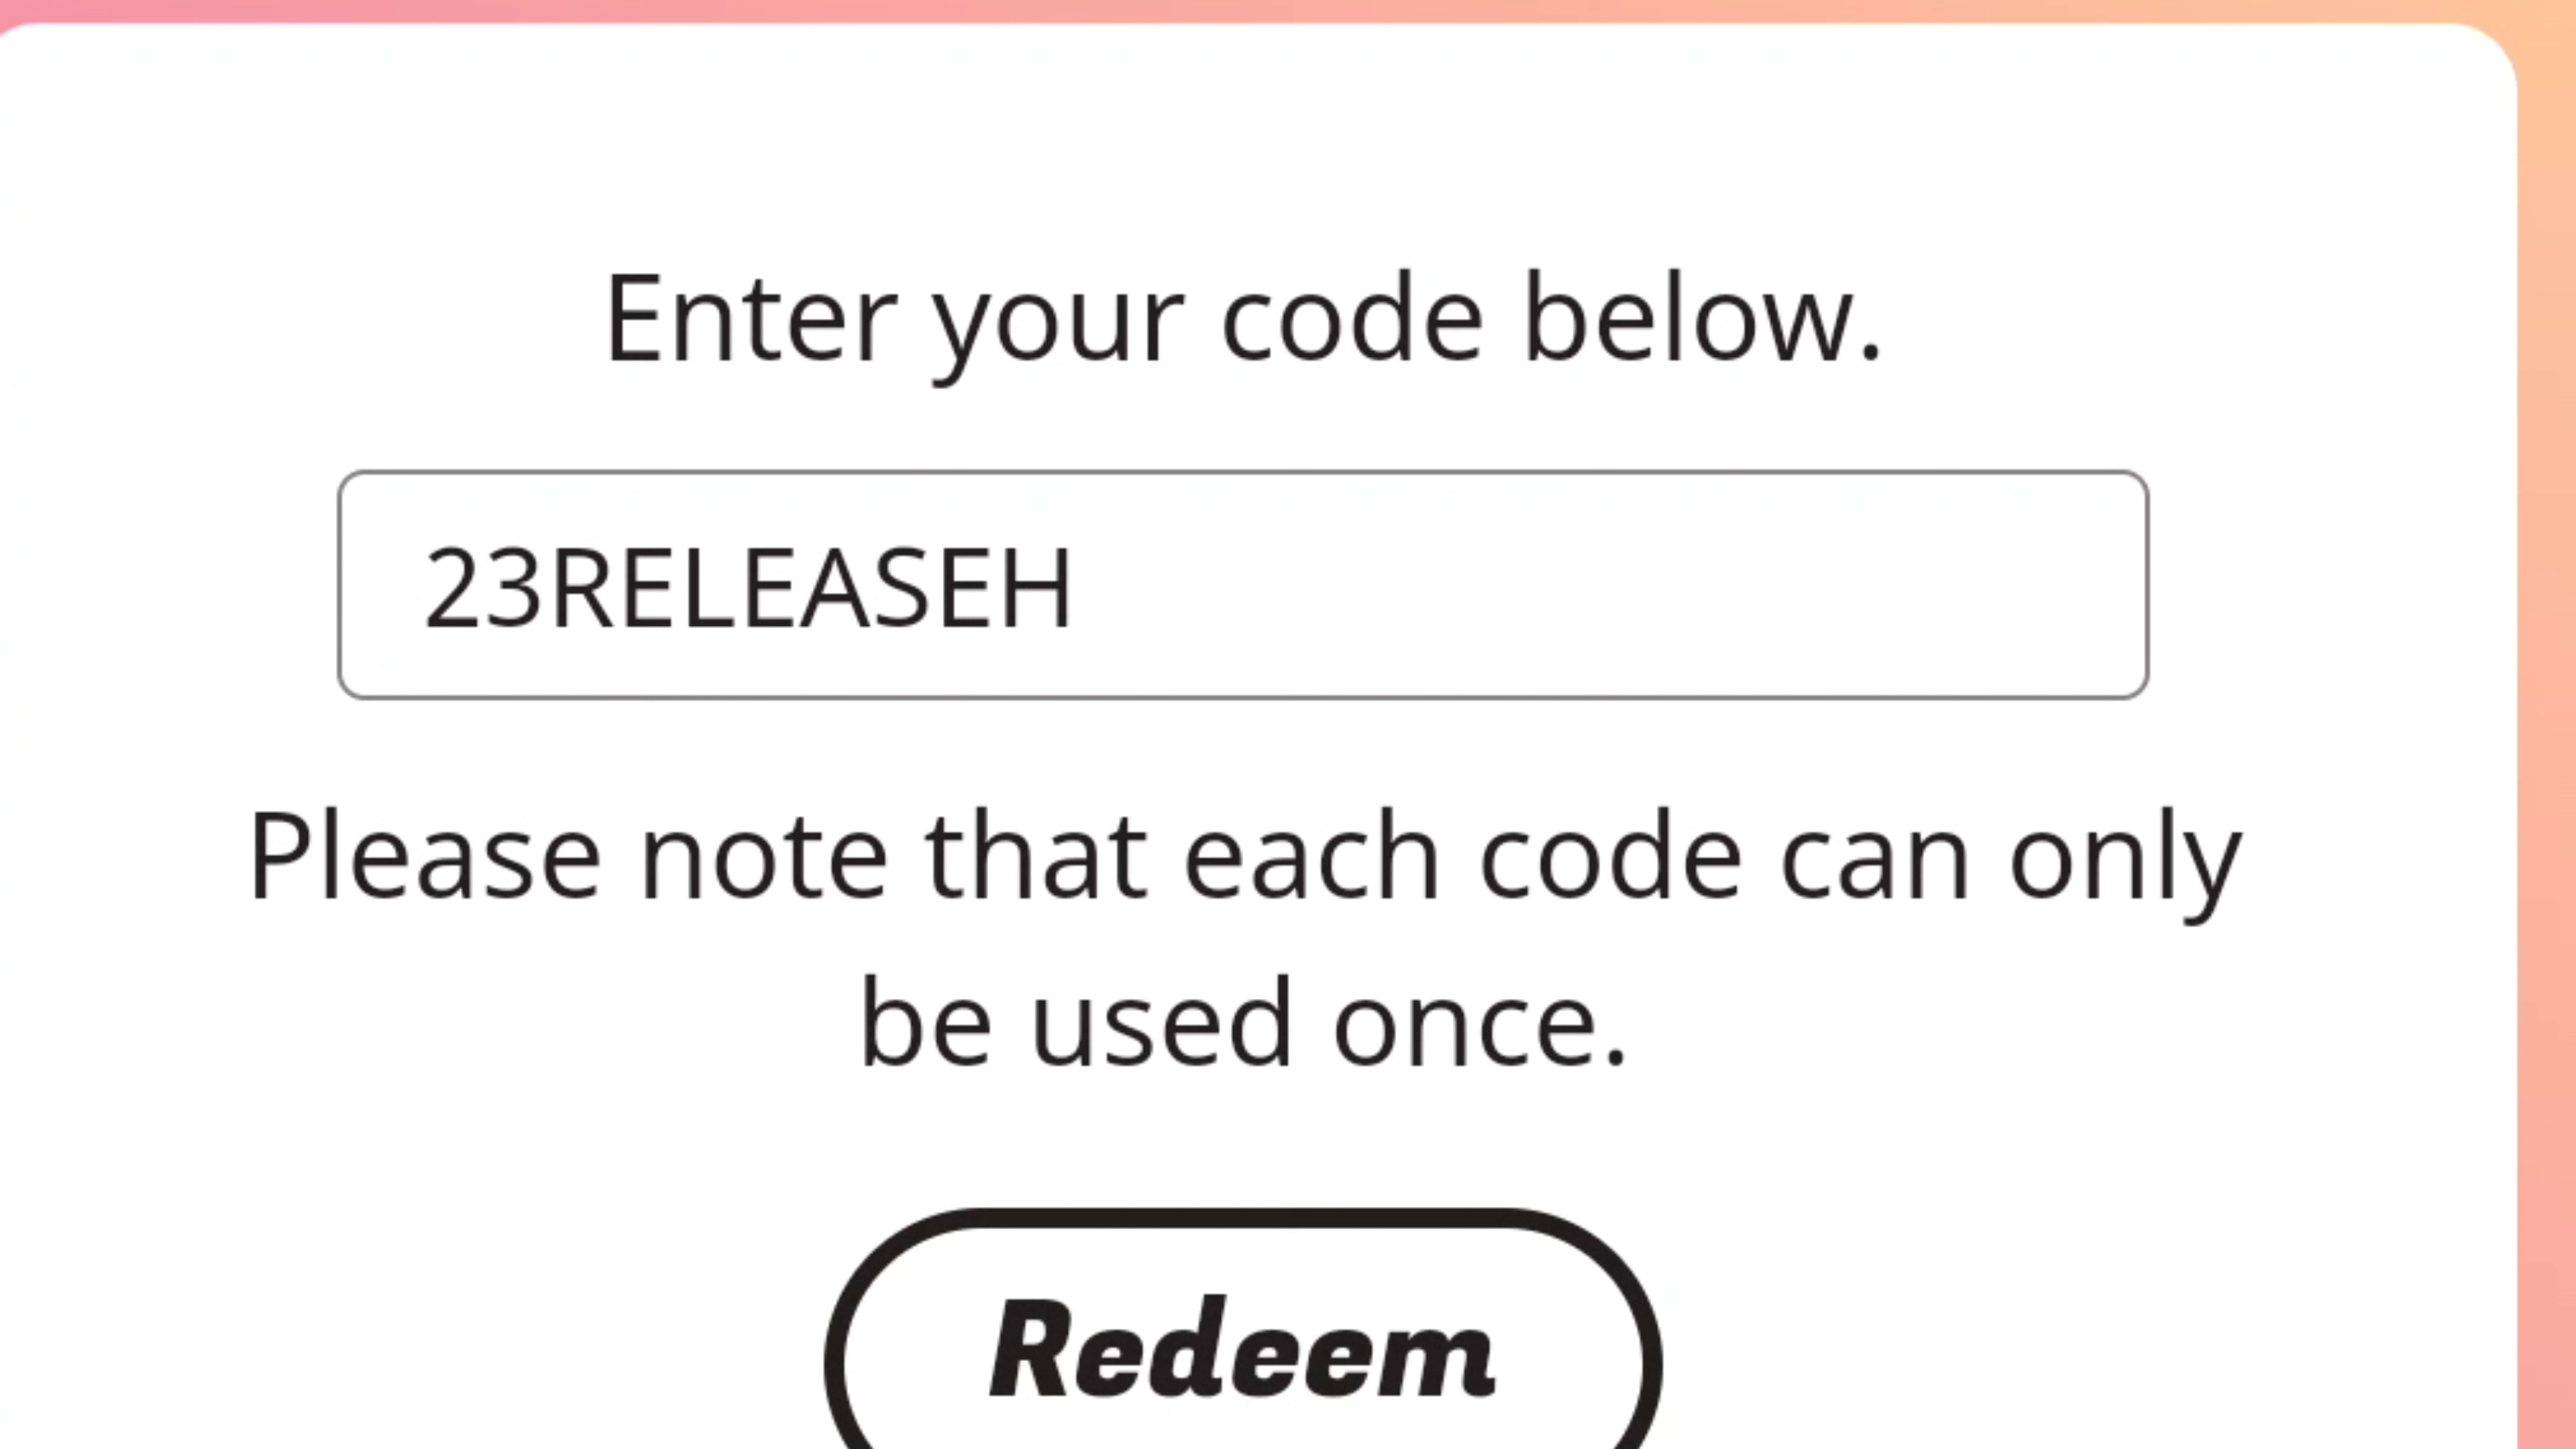 Enter your code below.
23RELEASEH
Please note that each code can only
be used once.
Redeem